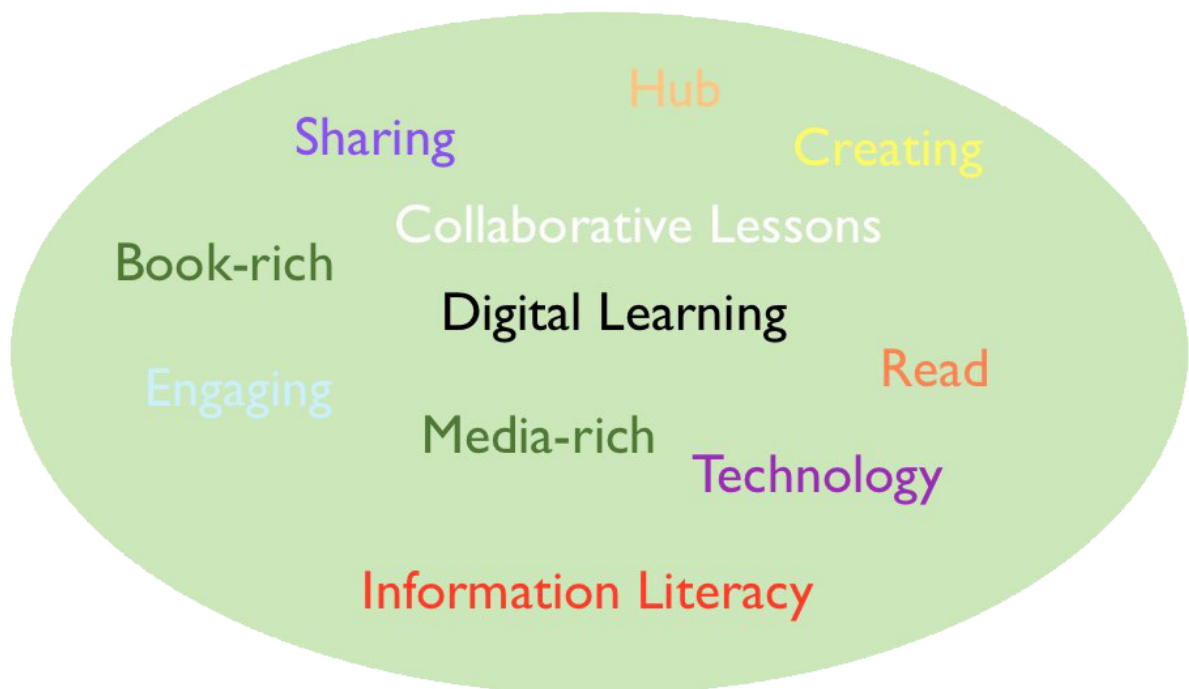 Hub
Sharing
Creating
Collaborative Lessons
Book-rich
Digital Learning
Read
Engaging
Media-rich
Technology
Information Literacy